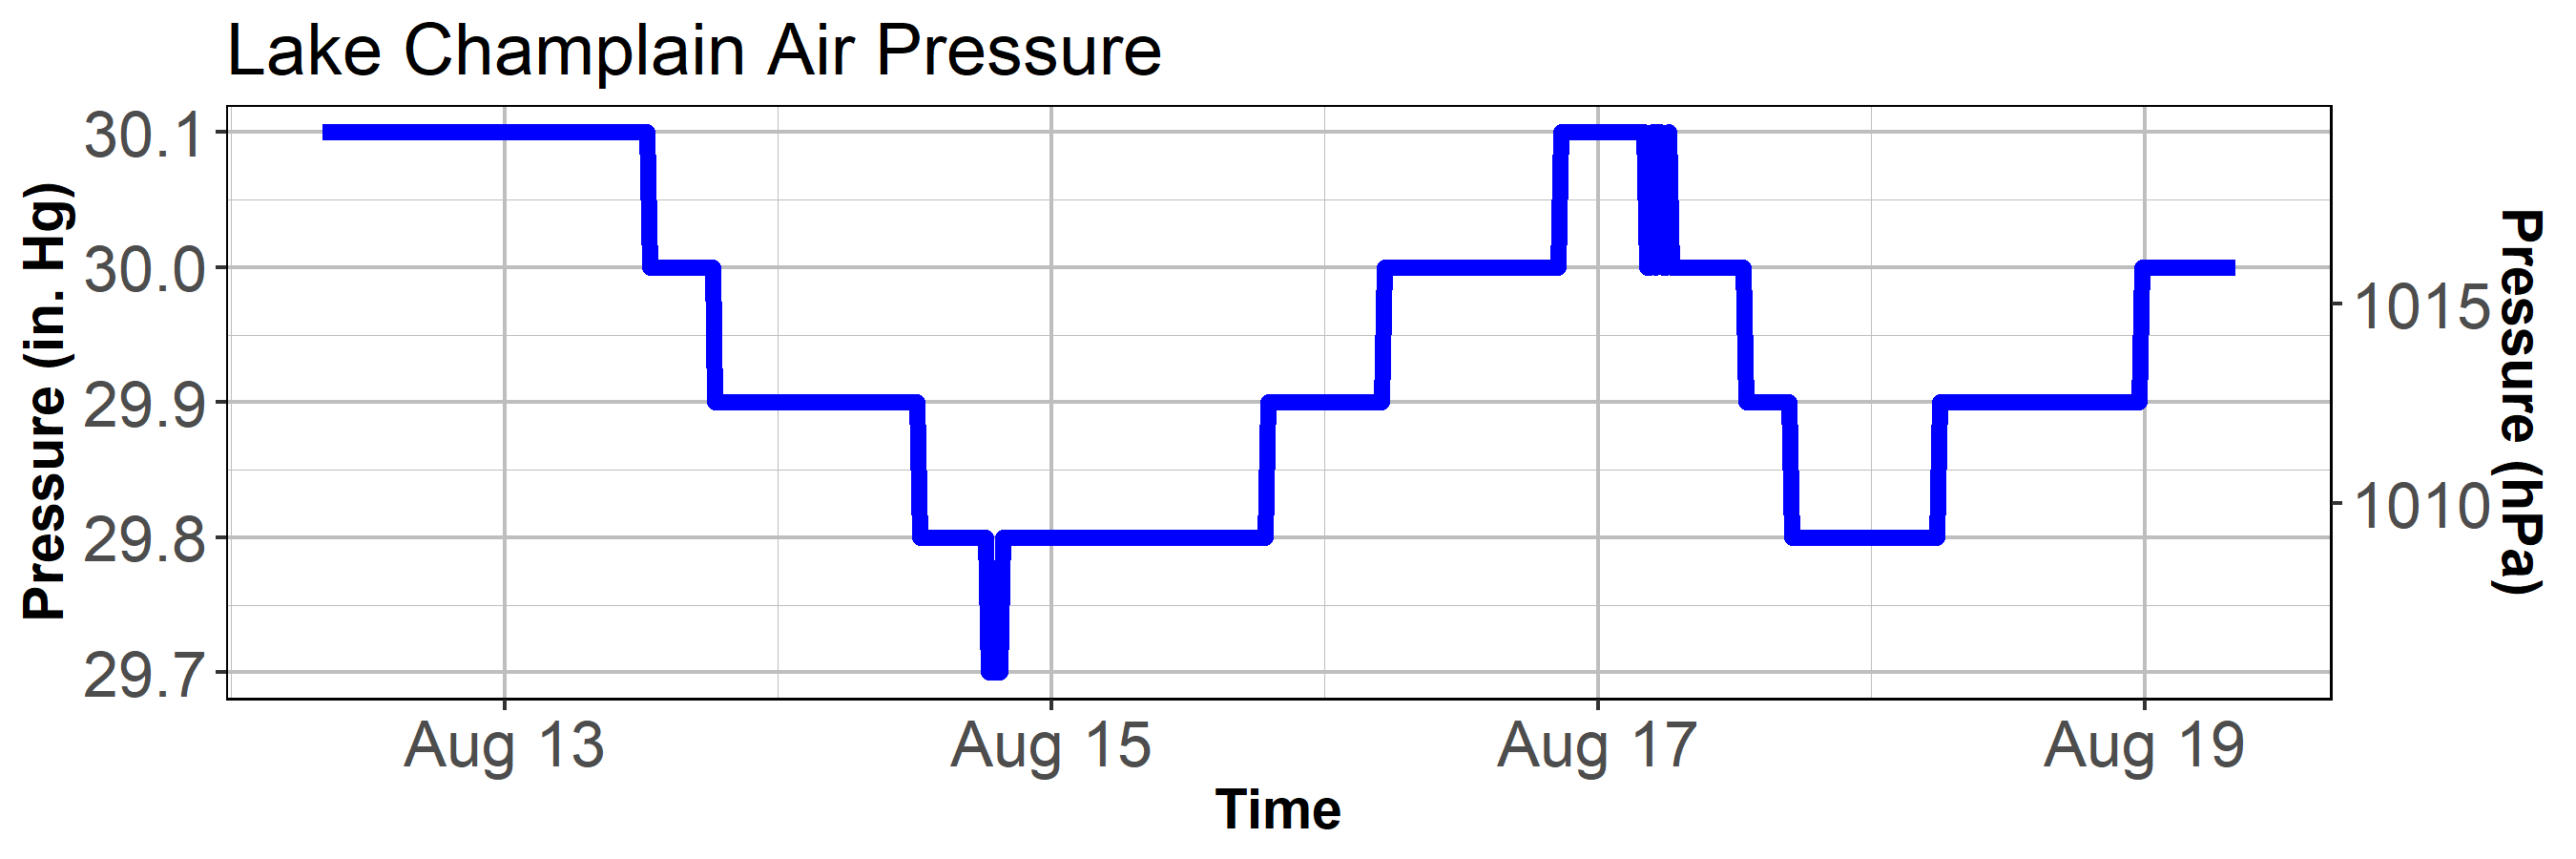 Lake Champlain Air Pressure
Pressure (in. Hg)
30.1
30.0
29.9
29.8
29.7
1015
1010
Pressure (hPa)
Aug 13
Aug 15
Aug 17
Aug 19
Time